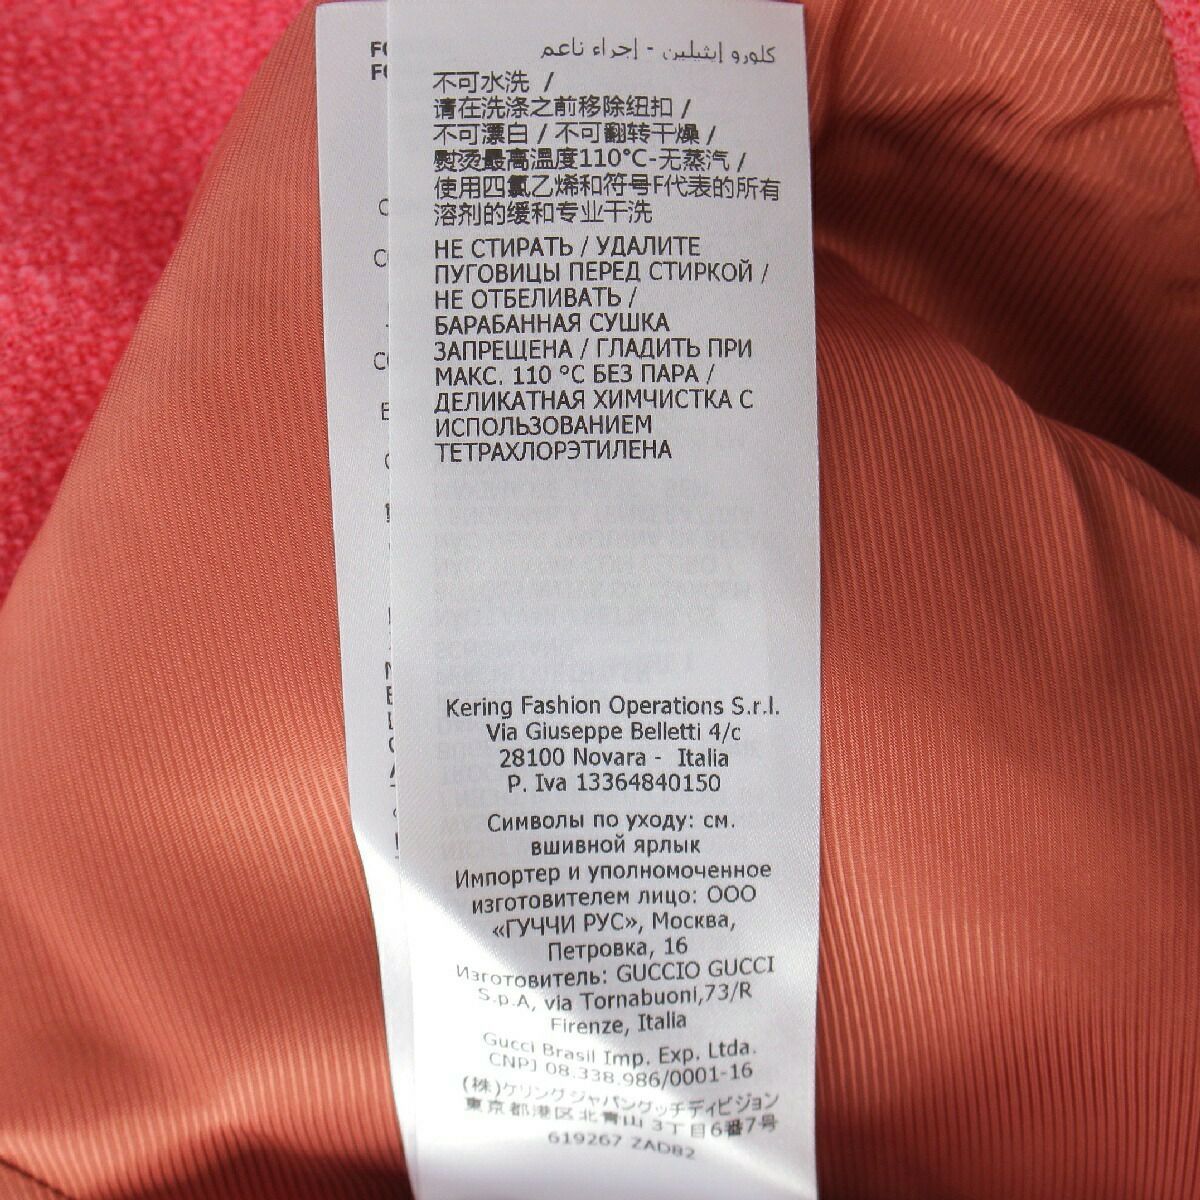 كلورو إيثيلين - إجراء ناعم
不可水洗 /
请在洗涤之前移除纽扣 /
不可漂白 / 不可翻转干燥 /
熨烫最高温度110°C-无蒸汽 /
使用四氯乙烯和符号F代表的所有
溶剂的缓和专业干洗
НЕ СТИРАТЬ / УДАЛИТЕ
ПУГОВИЦЫ ПЕРЕД СТИРКОЙ /
НЕ ОТБЕЛИВАТЬ /
БАРАБАННАЯ СУШКА
ЗАПРЕЩЕНА / ГЛАДИТЬ ПРИ
МАКС. 110 °C БЕЗ ПАРА /
ДЕЛИКАТНАЯ ХИМЧИСТКА С
ИСПОЛЬЗОВАНИЕМ
ТЕТРАХЛОРЭТИЛЕНА
Kering Fashion Operations S.r.l.
Via Giuseppe Belletti 4/c
28100 Novara - Italia
P. Iva 13364840150
Символы по уходу: см.
вшивной ярлык
Импортер и уполномоченное
изготовителем лицо: ООО
«ГУЧЧИ РУС», Москва,
Петровка, 16
Изготовитель: GUCCIO GUCCI
S.p.A, via Tornabuoni,73/R
Firenze, Italia
Gucci Brasil Imp. Exp. Ltda.
CNPJ 08.338.986/0001-16
(株)ケリングジャパングッチディビジョン
東京都港区北青山 3丁目6番7号
619267 ZADB2